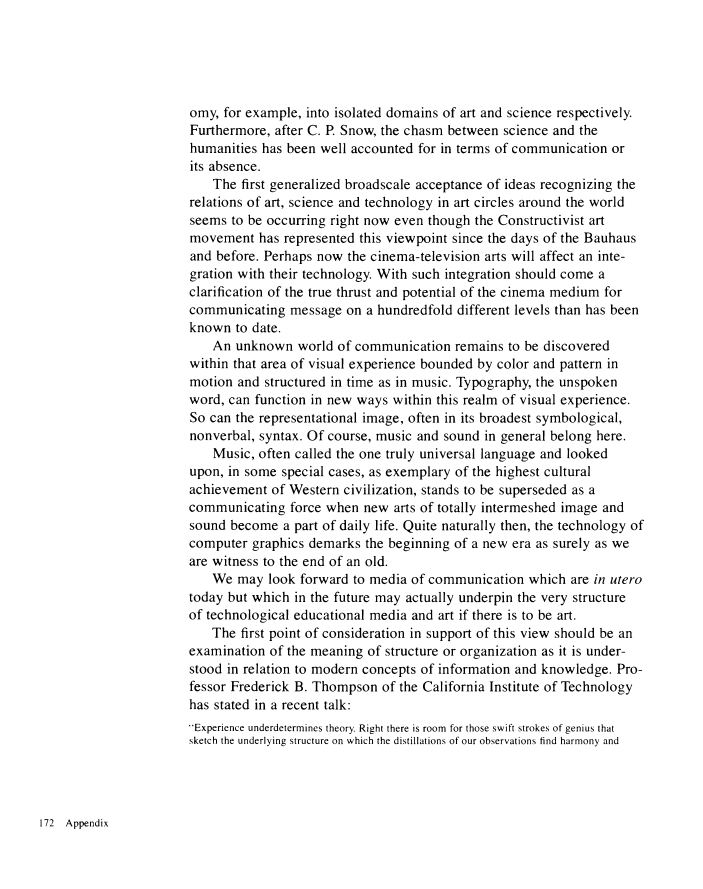 omy, for example, into isolated domains of art and science respectively.
Furthermore, after C. P. Snow, the chasm between science and the
humanities has been well accounted for in terms of communication or
its absence.
The first generalized broadscale acceptance of ideas recognizing the
relations of art, science and technology in art circles around the world
seems to be occurring right now even though the Constructivist art
movement has represented this viewpoint since the days of the Bauhaus
and before. Perhaps now the cinema-television arts will affect an inte-
gration with their technology. With such integration should come a
clarification of the true thrust and potential of the cinema medium for
communicating message on a hundredfold different levels than has been
known to date.
An unknown world of communication remains to be discovered
within that area of visual experience bounded by color and pattern in
motion and structured in time as in music. Typography, the unspoken
word, can function in new ways within this realm of visual experience.
So can the representational image, often in its broadest symbological,
nonverbal, syntax. Of course, music and sound in general belong here.
Music, often called the one truly universal language and looked
upon, in some special cases, as exemplary of the highest cultural
achievement of Western civilization, stands to be superseded as a
communicating force when new arts of totally intermeshed image and
sound become a part of daily life. Quite naturally then, the technology of
computer graphics demarks the beginning of a new era as surely as we
are witness to the end of an old.
We may look forward to media of communication which are in utero
today but which in the future may actually underpin the very structure
of technological educational media and art if there is to be art.
The first point of consideration in support of this view should be an
examination of the meaning of structure or organization as it is under-
stood in relation to modern concepts of information and knowledge. Pro-
fessor Frederick B. Thompson of the California Institute of Technology
has stated in a recent talk:
"Experience underdetermines theory. Right there is room for those swift strokes of genius that
sketch the underlying structure on which the distillations of our observations find harmony and
172 Appendix